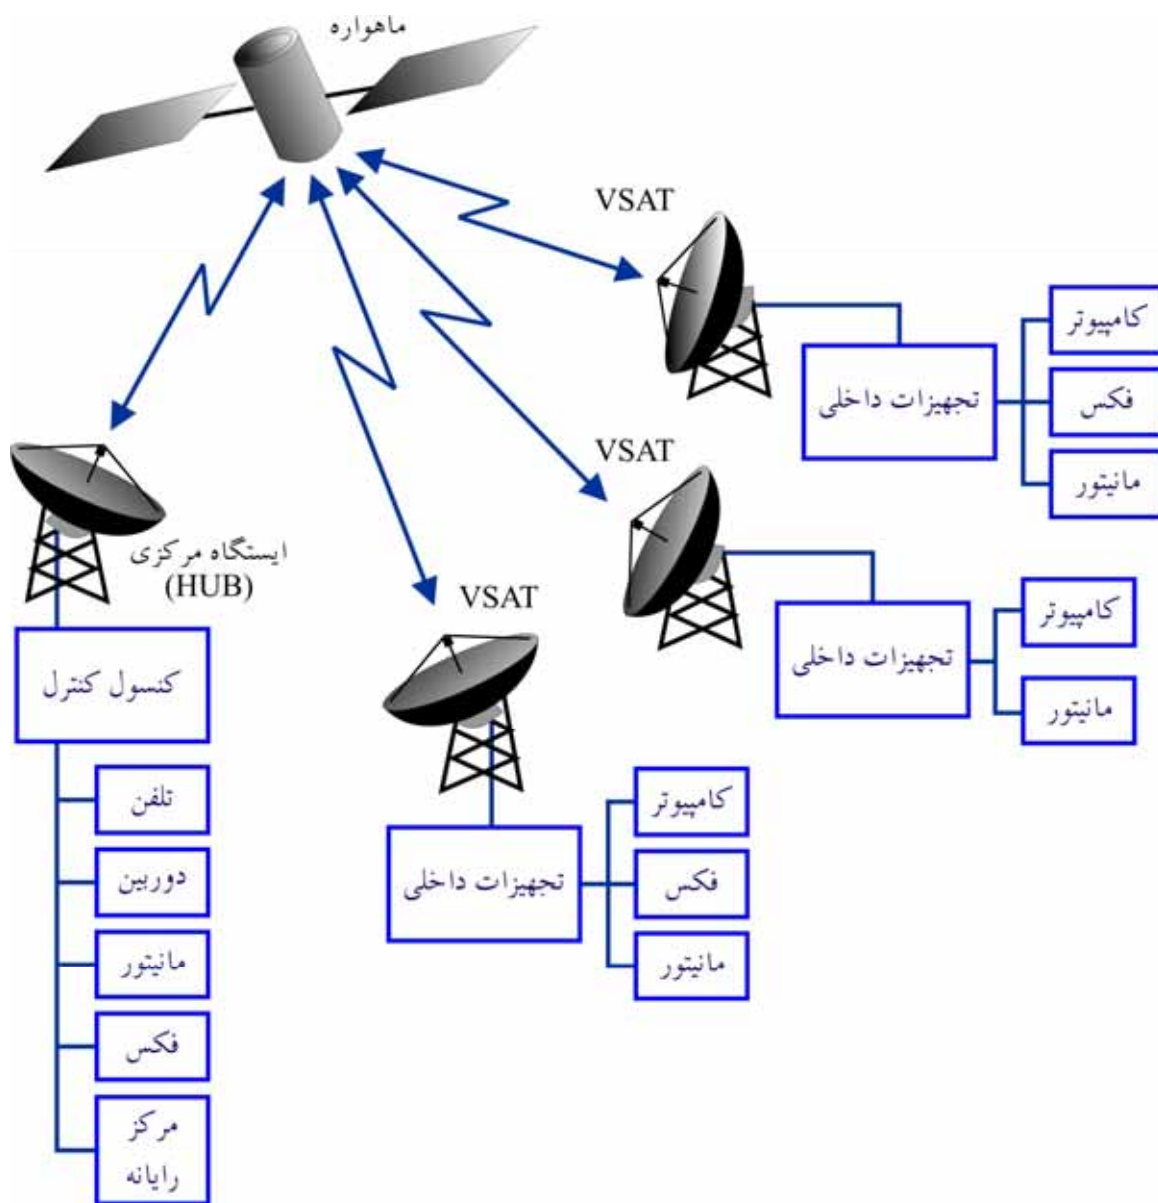 ماهواره
VSAT
کامپیوتر
تجهیزات داخلی
فکس
مانیتور
VSAT
ایستگاه مرکزی
(HUB)
VSAT
کامپیوتر
تجهیزات داخلی
مانیتور
کنسول کنترل
تلفن
دوربین
مانیتور
فکس
مرکز
رایانه
کامپیوتر
تجهیزات داخلی
فکس
مانیتور